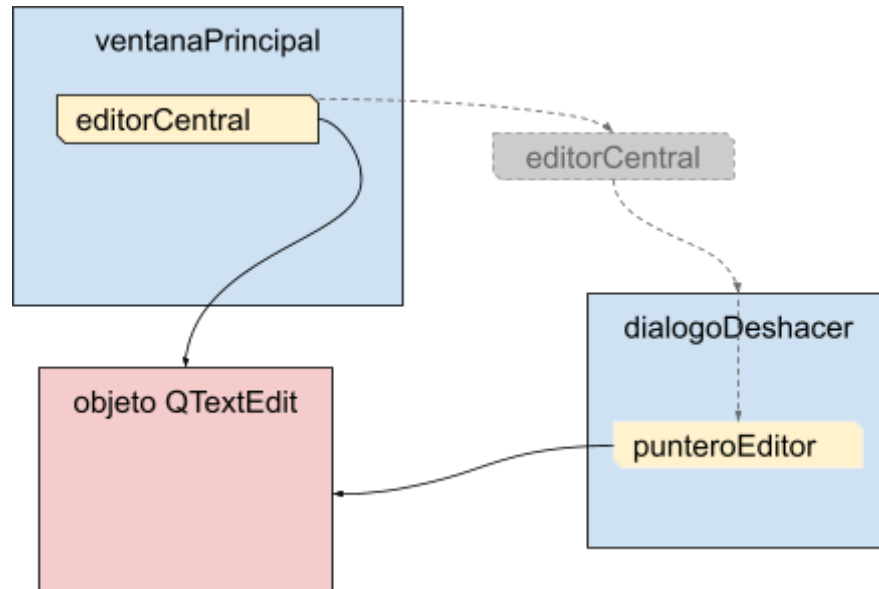 ventanaPrincipal
editorCentral
editorCentral
dialogoDeshacer
objeto QTextEdit
punteroEditor